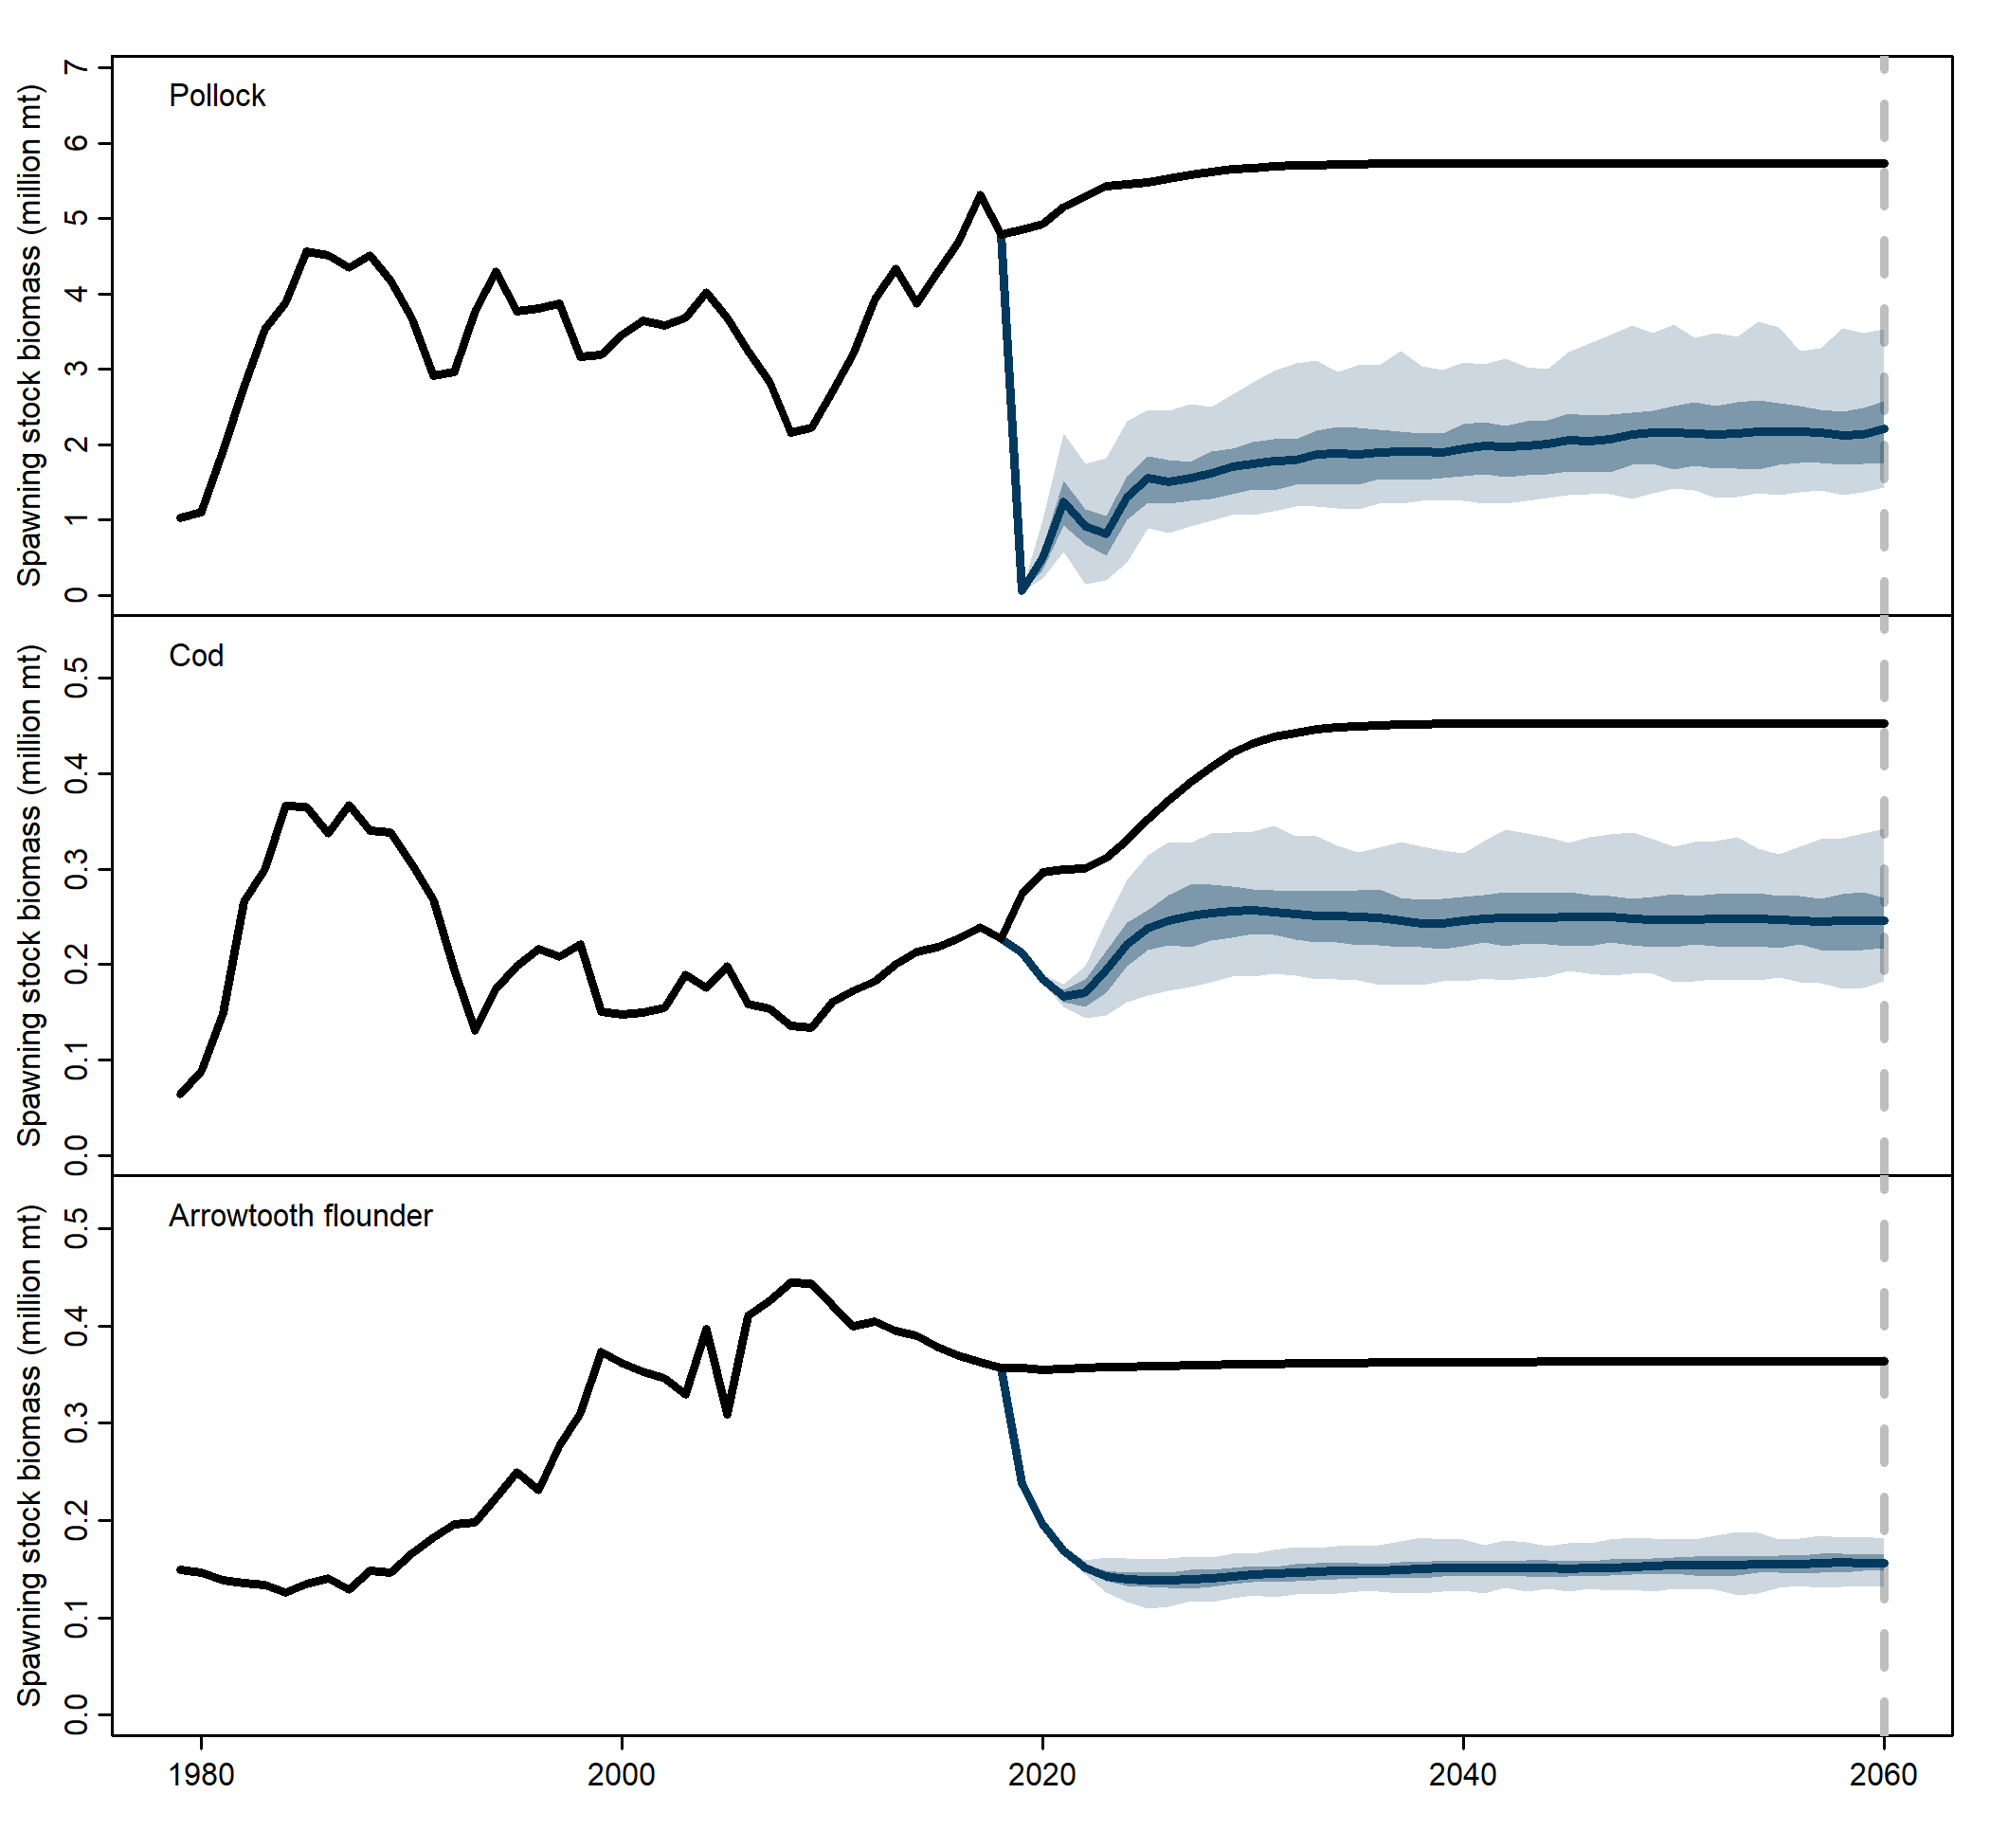 Pollock
Spawning stock biomass (million mt)
7
6
5
4
3
2
1
0
Cod
Spawning stock biomass (million mt)
0.5
0.4
0.3
0.2
0.1
0.0
Arrowtooth flounder
Spawning stock biomass (million mt)
0.5
0.4
0.3
0.2
0.1
0.0
1980 2000 2020 2040 2060